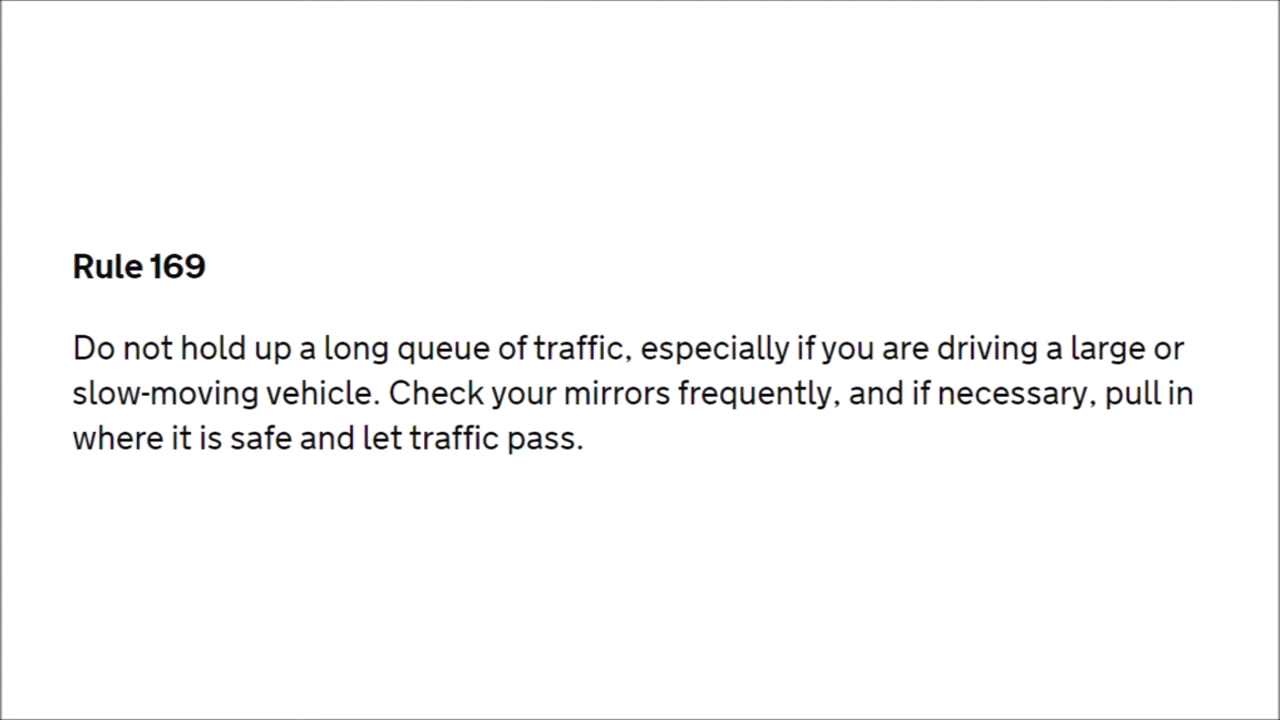 Rule 169
Do not hold up a long queue of traffic, especially if you are driving a large or
slow-moving vehicle. Check your mirrors frequently, and if necessary, pull in
where it is safe and let traffic pass.